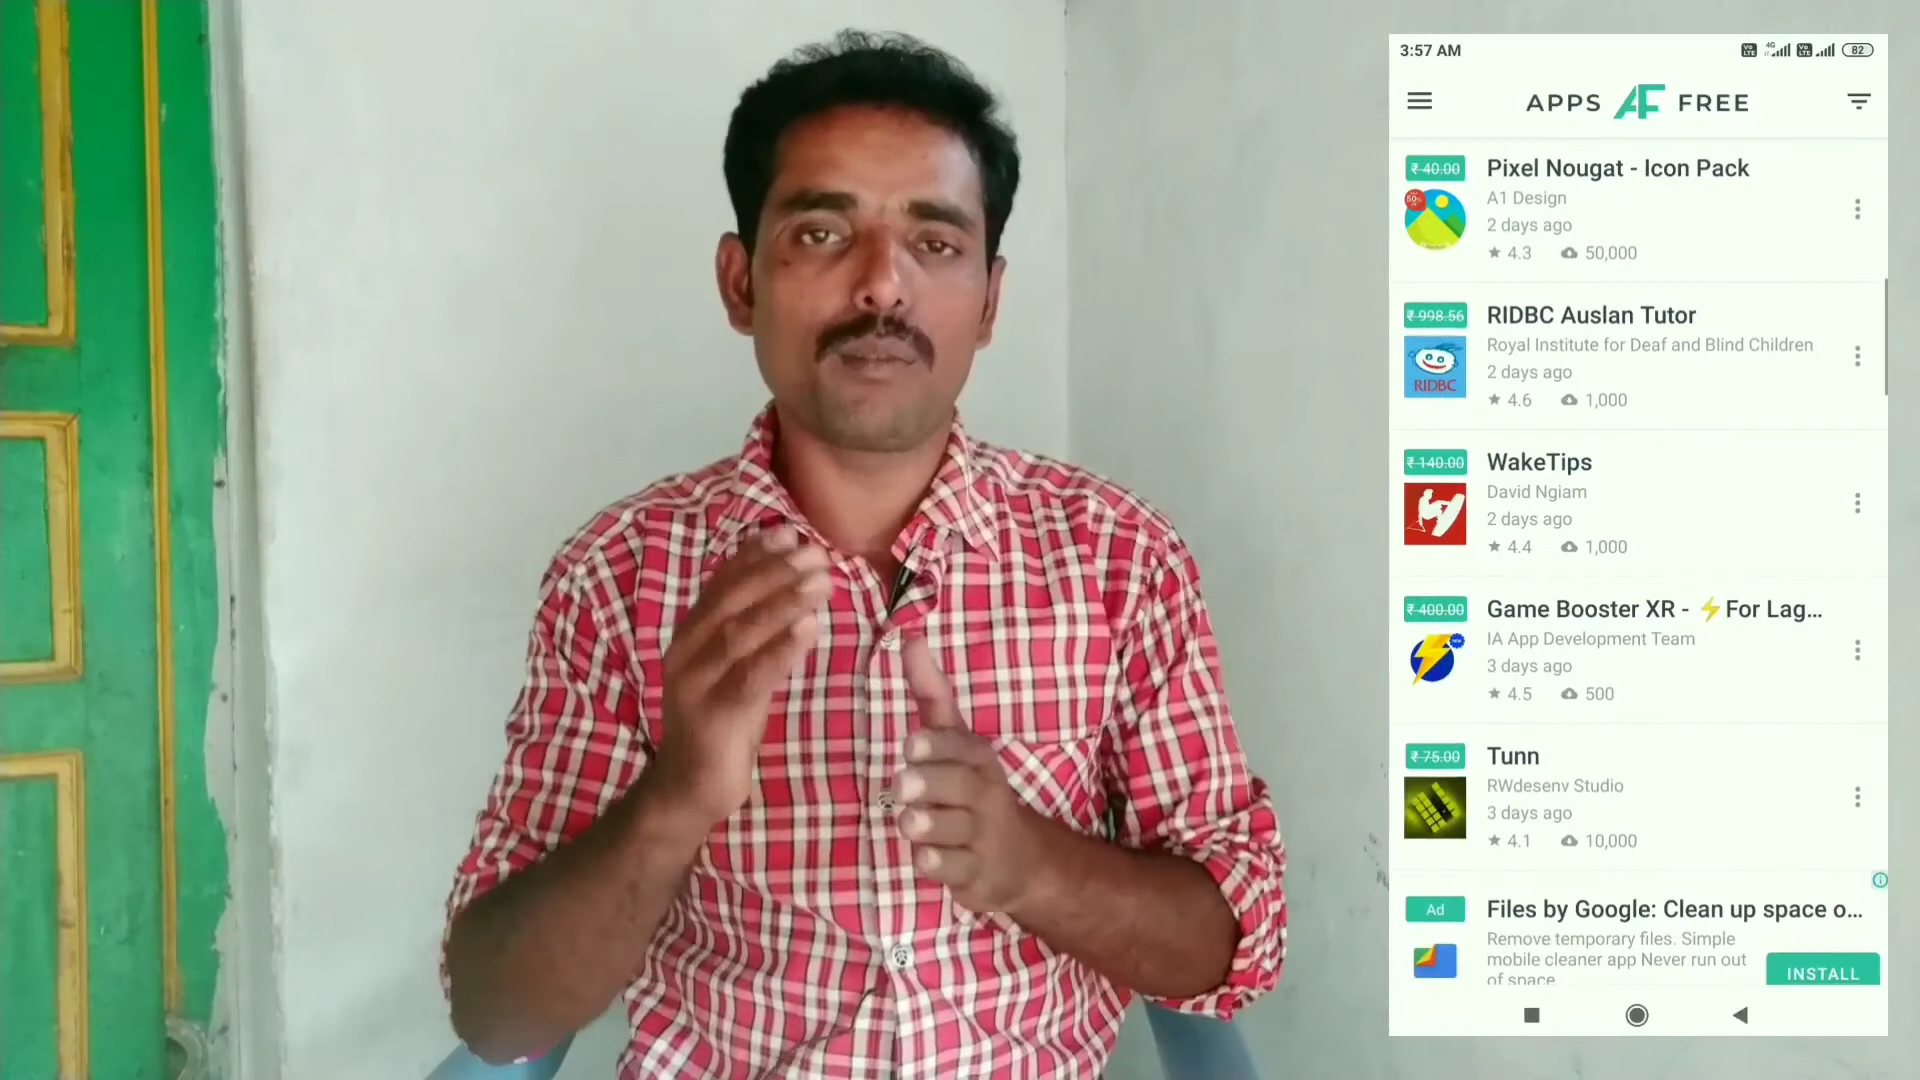 3:57 AM
82
APPS AF FREE
₹ 40.00
Pixel Nougat - Icon Pack
A1 Design
2 days ago
4.3 50,000
50%
₹ 998.56
RIDBC Auslan Tutor
Royal Institute for Deaf and Blind Children
2 days ago
RIDBC
4.6 1,000
₹ 140.00
WakeTips
David Ngiam
2 days ago
4.4 1,000
₹ 400.00
Game Booster XR - ⚡For Lag...
IA App Development Team
3 days ago
4.5 500
₹ 75.00
Tunn
RWdesenv Studio
3 days ago
4.1 10,000
Ad
Files by Google: Clean up space o...
Remove temporary files. Simple
mobile cleaner app Never run out
of space
INSTALL